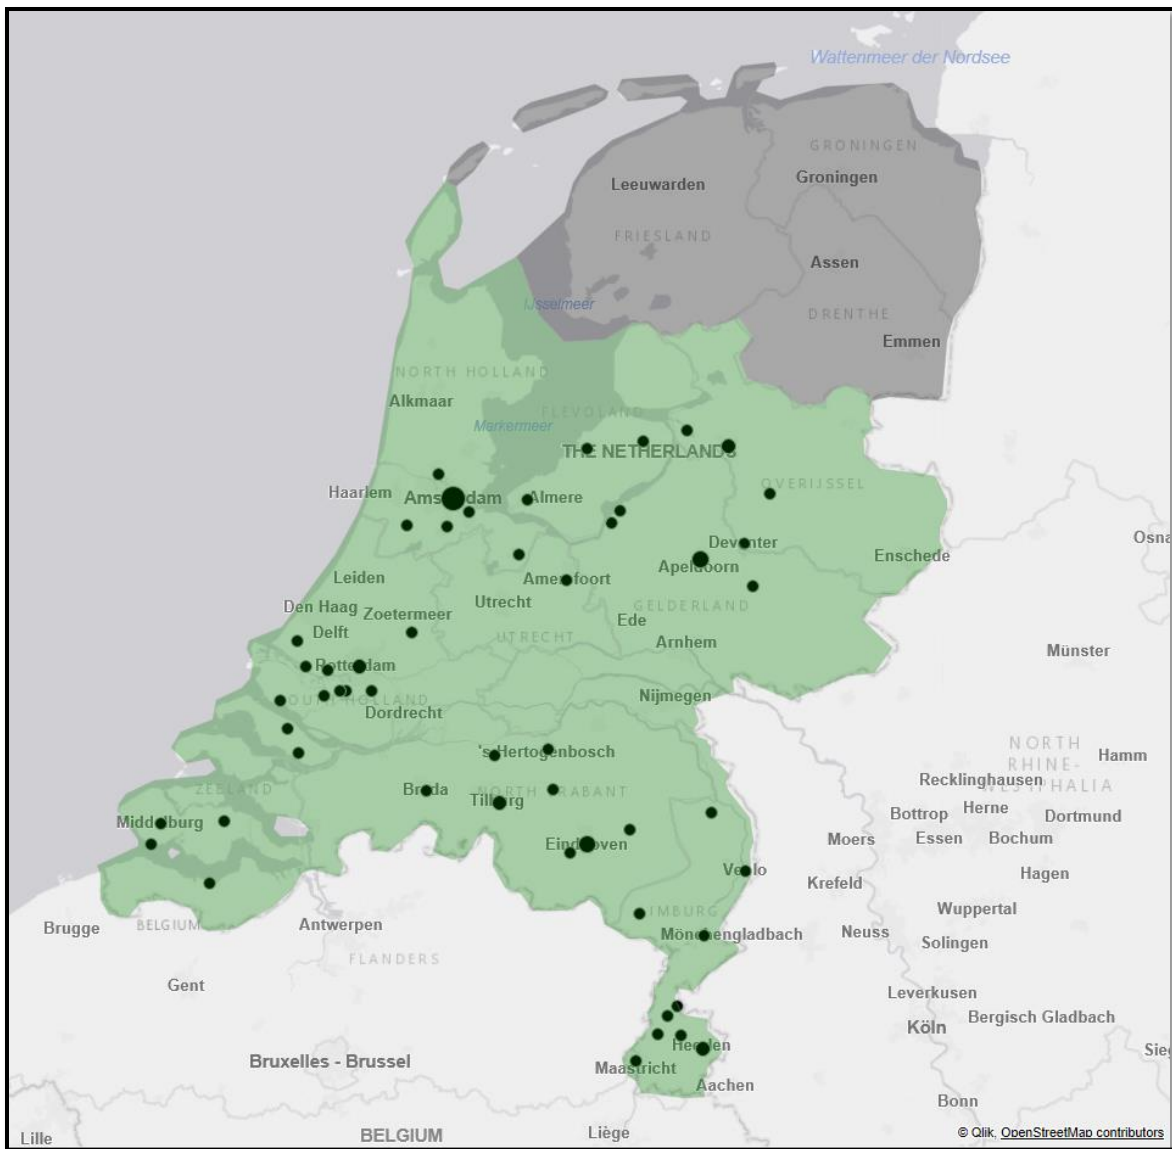 Wattenmeer der Nordsee
GRONINGEN
Groningen
Leeuwarden
FRIESLAND
Assen
IJsselmeer
DRENTHE
Emmen
NORTH HOLLAND
Alkmaar
FLEVOLAND
Markermeer
THE NETHERLANDS
OVERIJSSEL
Haarlem
Amsterdam
Almere
Osna
Deventer
Enschede
Apeldoorn
Leiden
Amersfoort
Utrecht
GELDERLAND
Den Haag
Zoetermeer
Ede
Delft
UTRECHT
Arnhem
Münster
Rotterdam
Nijmegen
SOUTH HOLLAND
Dordrecht
's Hertogenbosch
NORTH
RHINE-
WESTPHALIA
Hamm
Recklinghausen
ZEELAND
Breda
NORTH BRABANT
Tilburg
Herne
Bottrop
Dortmund
Middelburg
Moers
Essen
Bochum
Eindhoven
Venlo
Hagen
Krefeld
Wuppertal
LIMBURG
Brugge
BELGIUM
Antwerpen
Mönchengladbach
Neuss
Solingen
FLANDERS
Gent
Leverkusen
Bergisch Gladbach
Köln
Heerlen
Sieg
Bruxelles - Brussel
Maastricht
Aachen
Bonn
Lille
BELGIUM
Liège
© Qlik, OpenStreetMap contributors